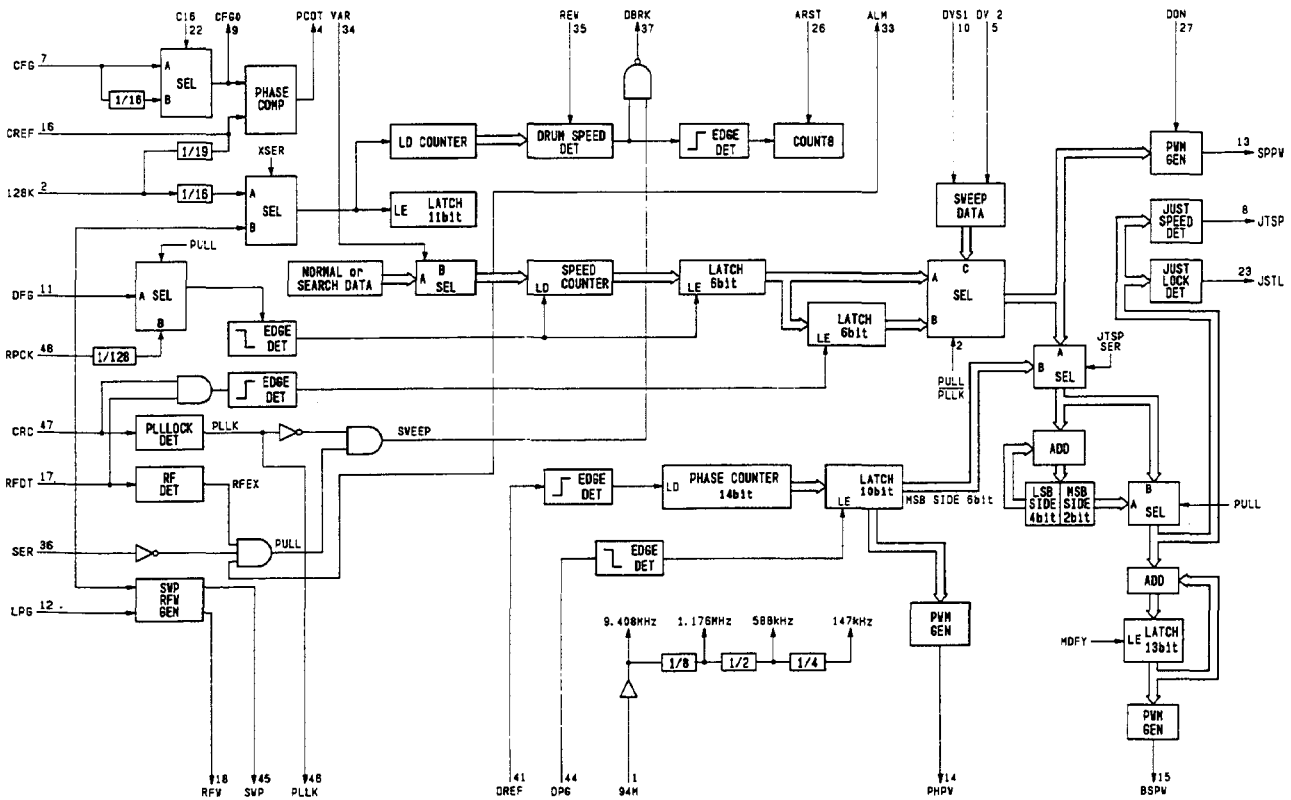 C16 CFGO PCOT VAR DBRK ALM
22 9 4 34 37 33
REW ARST DVS1 DV 2 DON
35 26 10 5 27
CFG 7
A
SEL
B
1/16
PHASE
COMP
CREF 16
1/19
128K 2
1/16
XSER
A
SEL
B
LD COUNTER
DRUM SPEED
DET
EDGE
DET
COUNT8
LE LATCH
11bit
PWM
GEN
13
SPPW
SWEEP
DATA
JUST
SPEED
DET
8
JTSP
JUST
LOCK
DET
23
JSTL
PULL
DFG 11
A SEL
B
RPCK 48
1/128
NORMAL or
SEARCH DATA
A B
SEL
SPEED
COUNTER
LD
LATCH
LE 6bit
LATCH
LE 6bit
C
A
SEL
B
2
PULL
PLLK
EDGE
DET
EDGE
DET
JTSP
SER
A
B
SEL
CRC 47
PLLLOCK
DET
PLLK
SWEEP
RFDT 17
RF
DET
RFEX
PULL
SER 36
SWP
RFW
GEN
LPG 12
EDGE
DET
LD PHASE COUNTER
14bit
LATCH
10bit
LE
MSB SIDE 6bit
EDGE
DET
ADD
LSB
SIDE
4bit
MSB
SIDE
2bit
B
A SEL
PULL
ADD
MDFY
LE LATCH
13bit
PWM
GEN
PWM
GEN
9.408MHz 1.176MHz 588kHz 147kHz
1/8 1/2 1/4
18 45 46 41 44 1 14 15
RFW SWP PLLK DREF DPG 94M PHPW BSPW